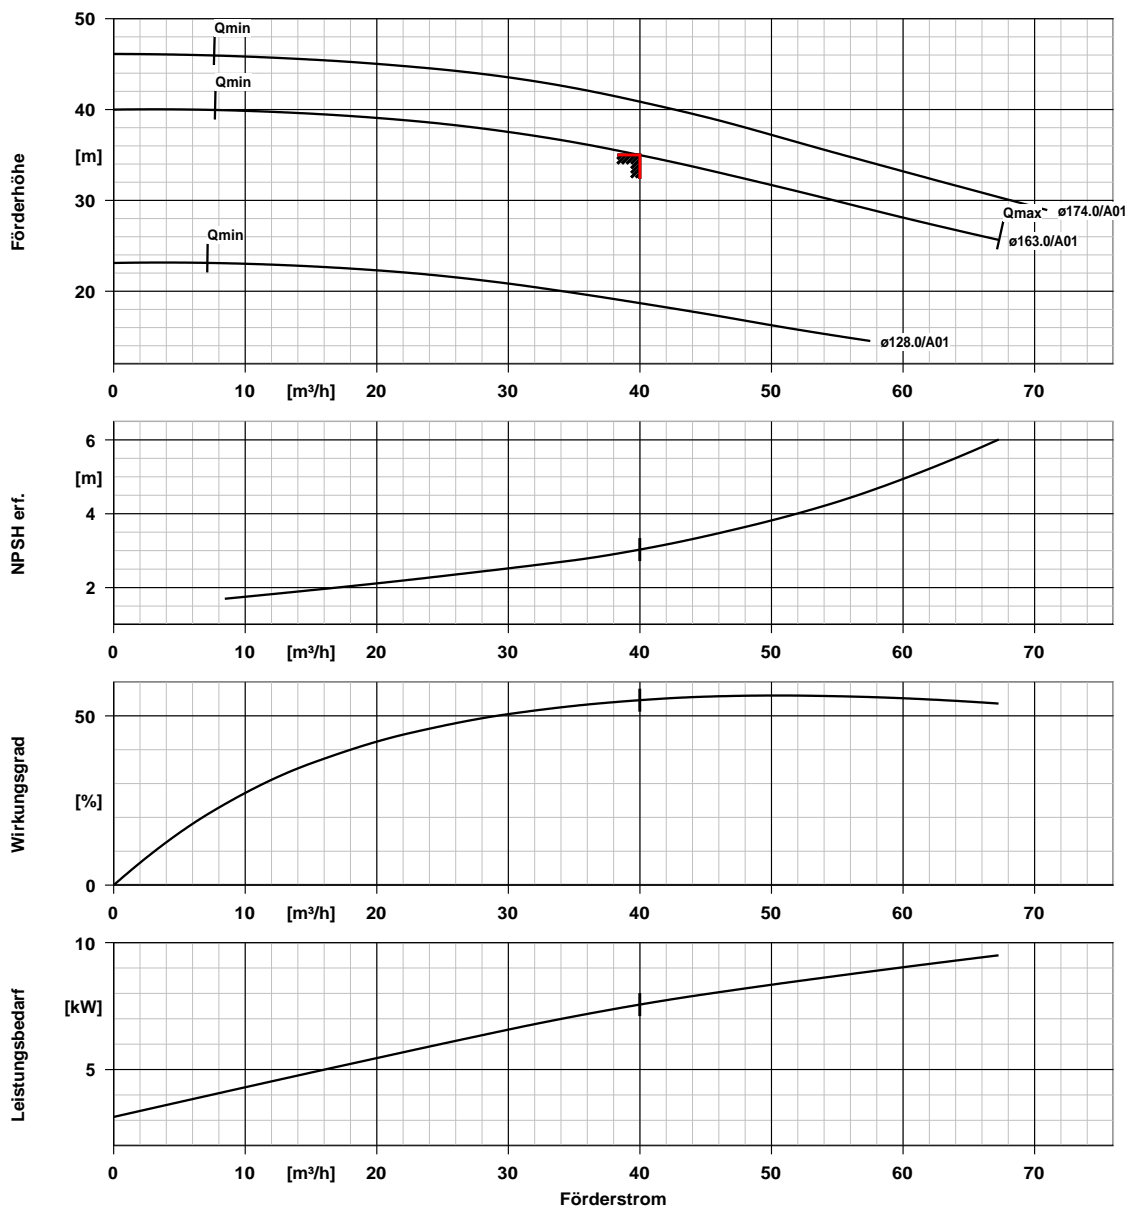 50
Qmin
Qmin
40
[m]
30
Qmax
ø174.0/A01
ø163.0/A01
Qmin
20
ø128.0/A01
Förderhöhe
0 10 [m³/h] 20 30 40 50 60 70
6
[m]
4
2
NPSH erf.
0 10 [m³/h] 20 30 40 50 60 70
50
[%]
0
Wirkungsgrad
0 10 [m³/h] 20 30 40 50 60 70
10
[kW]
5
Leistungsbedarf
0 10 [m³/h] 20 30 40 50 60 70
Förderstrom